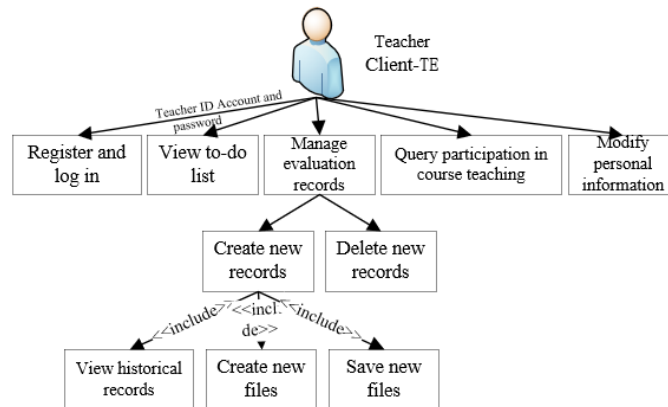 Teacher
Client-TE
Teacher ID Account and
password
Register and
log in
View to-do
list
Manage
evaluation
records
Query participation in
course teaching
Modify
personal
information
Create new
records
Delete new
records
<<include>>
<<incl.
de>>
<<include>>
View historical
records
Create new
files
Save new
files